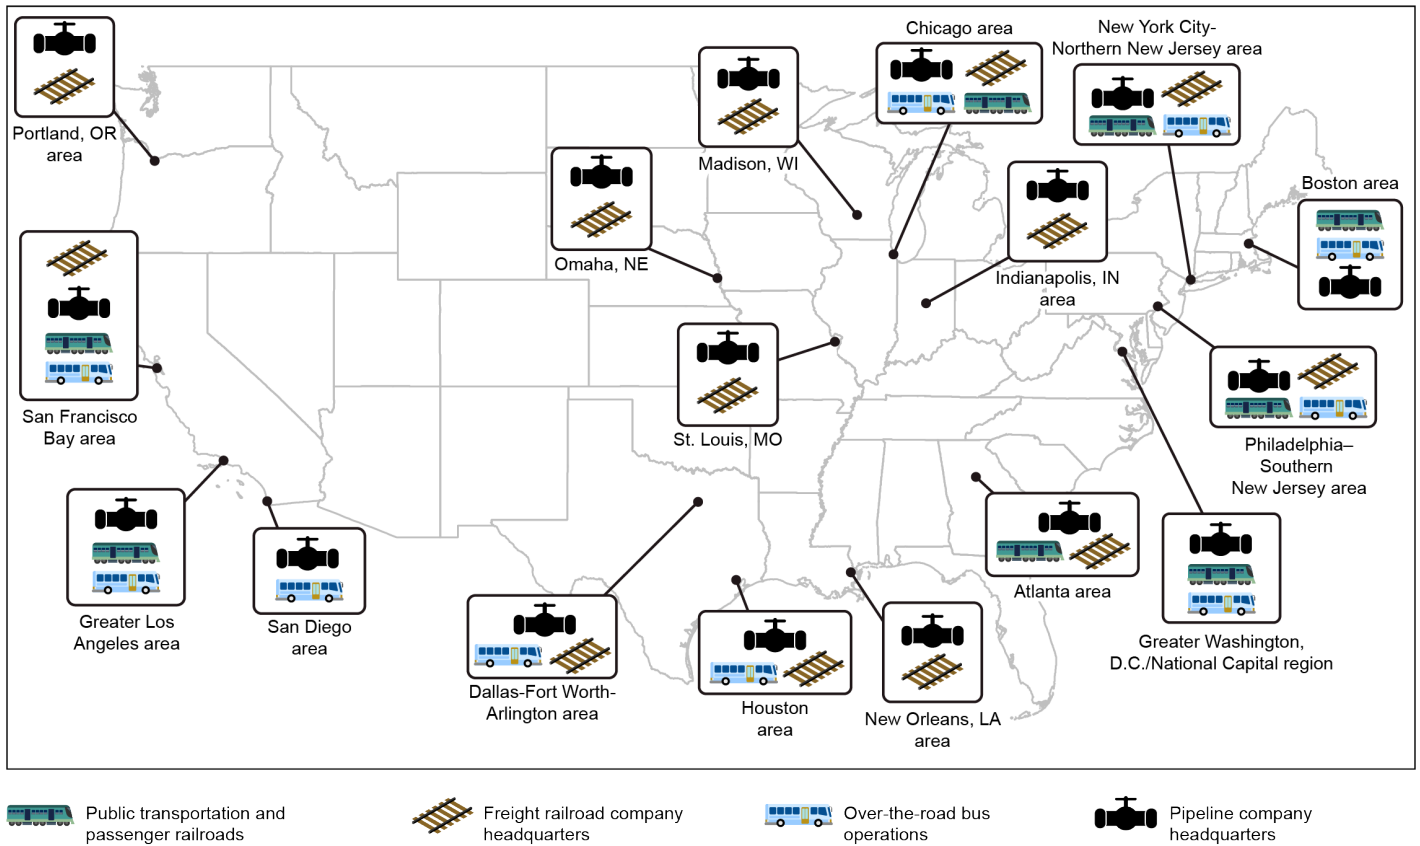 Chicago area
New York City-
Northern New Jersey area
Portland, OR
area
Madison, WI
Boston area
Omaha, NE
Indianapolis, IN
area
San Francisco
Bay area
St. Louis, MO
Philadelphia–
Southern
New Jersey area
Greater Los
Angeles area
San Diego
area
Atlanta area
Greater Washington,
D.C./National Capital region
Dallas-Fort Worth-
Arlington area
Houston
area
New Orleans, LA
area
Public transportation and
passenger railroads
Freight railroad company
headquarters
Over-the-road bus
operations
Pipeline company
headquarters